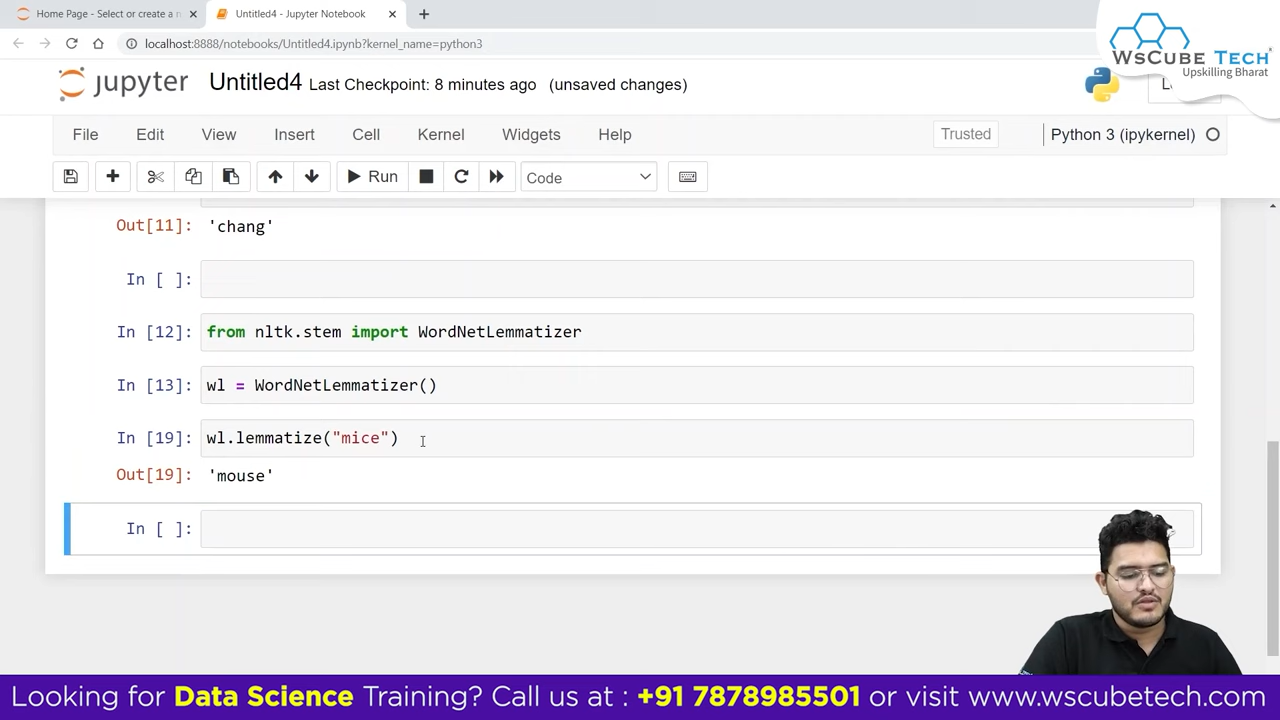 Home Page - Select or create a n
Untitled4 - Jupyter Notebook
localhost:8888/notebooks/Untitled4.ipynb?kernel_name=python3
WsCube Tech
Upskilling Bharat
jupyter Untitled4 Last Checkpoint: 8 minutes ago (unsaved changes)
File Edit View Insert Cell Kernel Widgets Help Trusted Python 3 (ipykernel)
Run Code
Out[11]: 'chang'
In [ ]:
In [12]: from nltk.stem import WordNetLemmatizer
In [13]: wl = WordNetLemmatizer()
In [19]: wl.lemmatize("mice")
Out[19]: 'mouse'
In [ ]:
Looking for Data Science Training? Call us at : +91 7878985501 or visit www.wscubetech.com